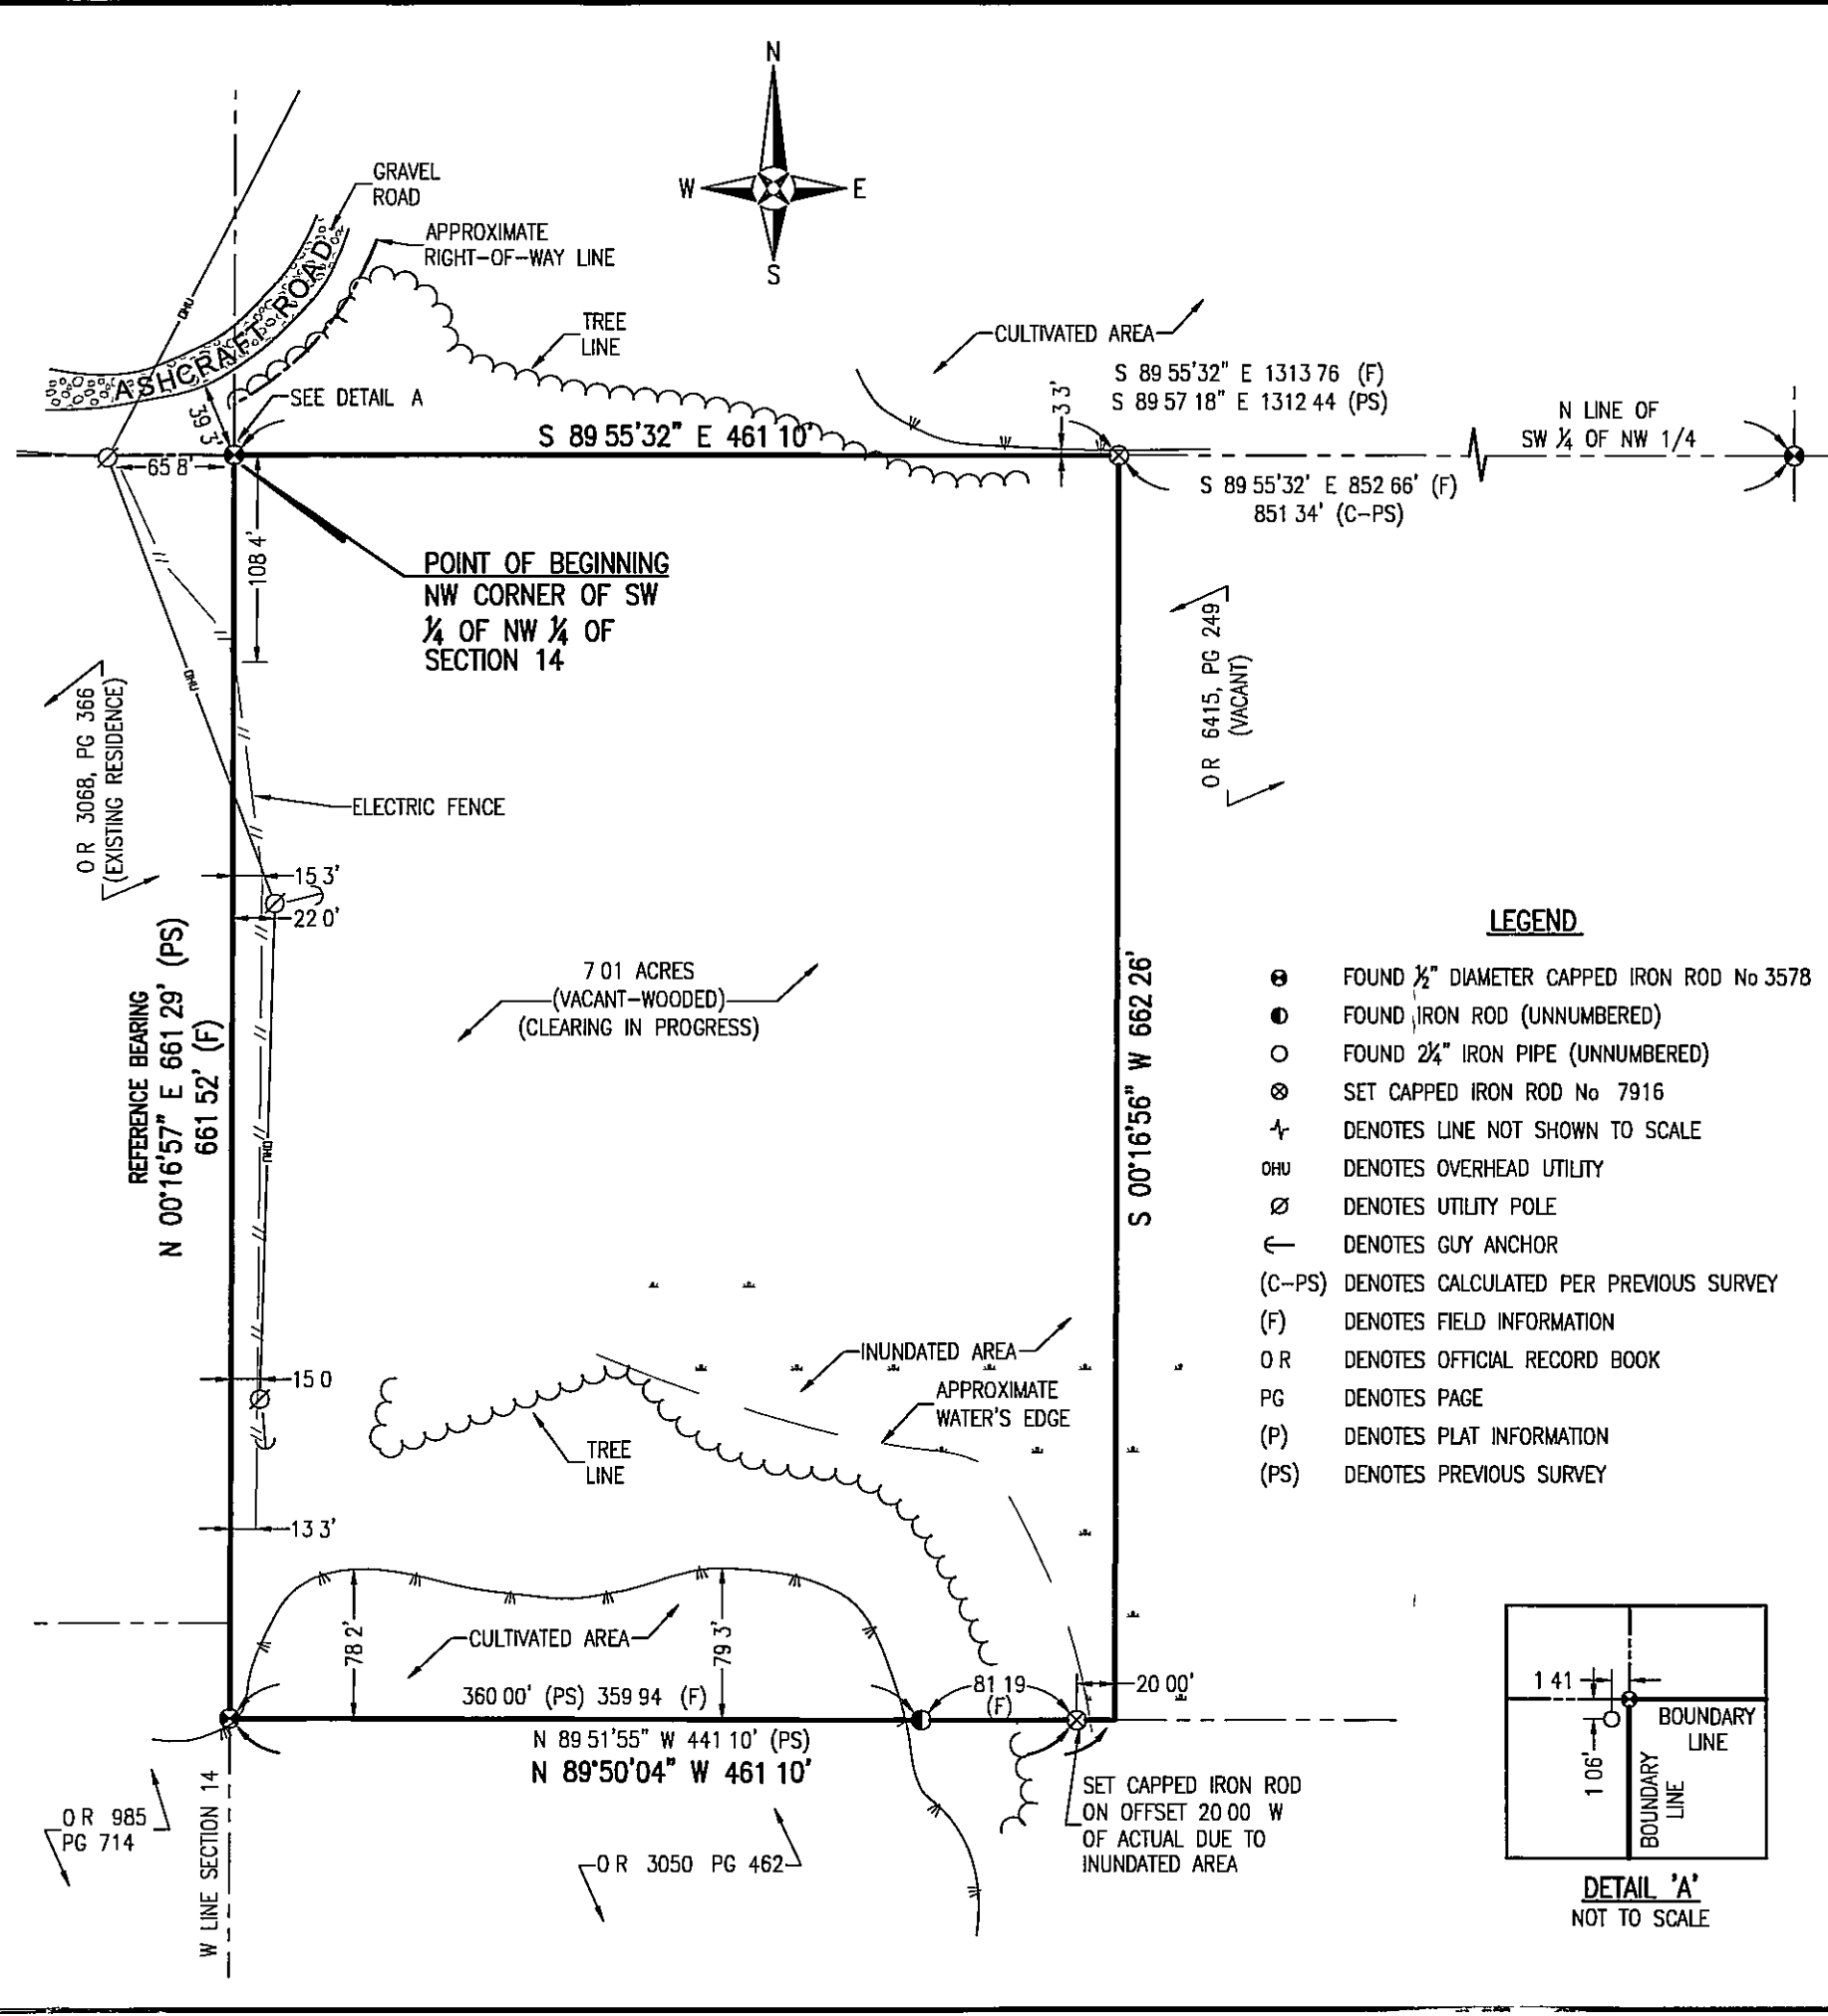 N
W
E
S
GRAVEL
ROAD
APPROXIMATE
RIGHT-OF-WAY LINE
ASHCRAFT ROAD
OHU
TREE
LINE
CULTIVATED AREA
SEE DETAIL A
39 3'
65 8'
S 89 55'32" E 461 10'
3 3'
S 89 55'32" E 1313 76 (F)
S 89 57 18" E 1312 44 (PS)
N LINE OF
SW ¼ OF NW 1/4
S 89 55'32' E 852 66' (F)
851 34' (C-PS)
108 4'
POINT OF BEGINNING
NW CORNER OF SW
¼ OF NW ¼ OF
SECTION 14
OHU
O R 3068, PG 366
(EXISTING RESIDENCE)
O R 6415, PG 249
(VACANT)
ELECTRIC FENCE
15 3'
22 0'
REFERENCE BEARING
N 00°16'57" E 661 29' (PS)
661 52' (F)
7 01 ACRES
(VACANT-WOODED)
(CLEARING IN PROGRESS)
S 00°16'56" W 662 26'
OHU
LEGEND
FOUND ½" DIAMETER CAPPED IRON ROD No 3578
FOUND IRON ROD (UNNUMBERED)
FOUND 2¼" IRON PIPE (UNNUMBERED)
SET CAPPED IRON ROD No 7916
DENOTES LINE NOT SHOWN TO SCALE
OHU DENOTES OVERHEAD UTILITY
DENOTES UTILITY POLE
DENOTES GUY ANCHOR
(C-PS) DENOTES CALCULATED PER PREVIOUS SURVEY
(F) DENOTES FIELD INFORMATION
O R DENOTES OFFICIAL RECORD BOOK
PG DENOTES PAGE
(P) DENOTES PLAT INFORMATION
(PS) DENOTES PREVIOUS SURVEY
INUNDATED AREA
APPROXIMATE
WATER'S EDGE
15 0
TREE
LINE
13 3'
CULTIVATED AREA
78 2'
79 3'
360 00' (PS) 359 94 (F)
81 19
(F)
20 00'
N 89 51'55" W 441 10' (PS)
N 89°50'04" W 461 10'
SET CAPPED IRON ROD
ON OFFSET 20 00 W
OF ACTUAL DUE TO
INUNDATED AREA
O R 985
PG 714
W LINE SECTION 14
O R 3050 PG 462
1 41
1 06'
BOUNDARY
LINE
BOUNDARY
LINE
DETAIL 'A'
NOT TO SCALE